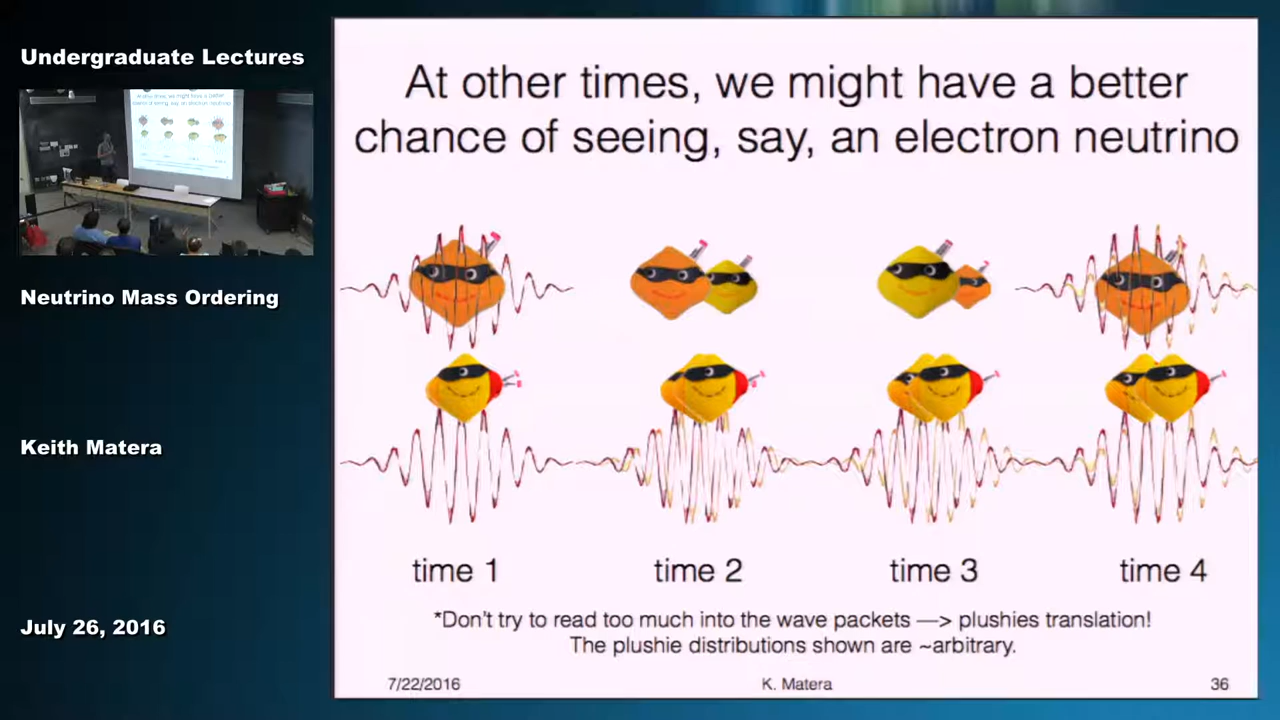 Undergraduate Lectures
Neutrino Mass Ordering
Keith Matera
July 26, 2016
At other times, we might have a better
chance of seeing, say, an electron neutrino
time 1
time 2
time 3
time 4
*Don't try to read too much into the wave packets —> plushies translation!
The plushie distributions shown are ~arbitrary.
7/22/2016
K. Matera
36